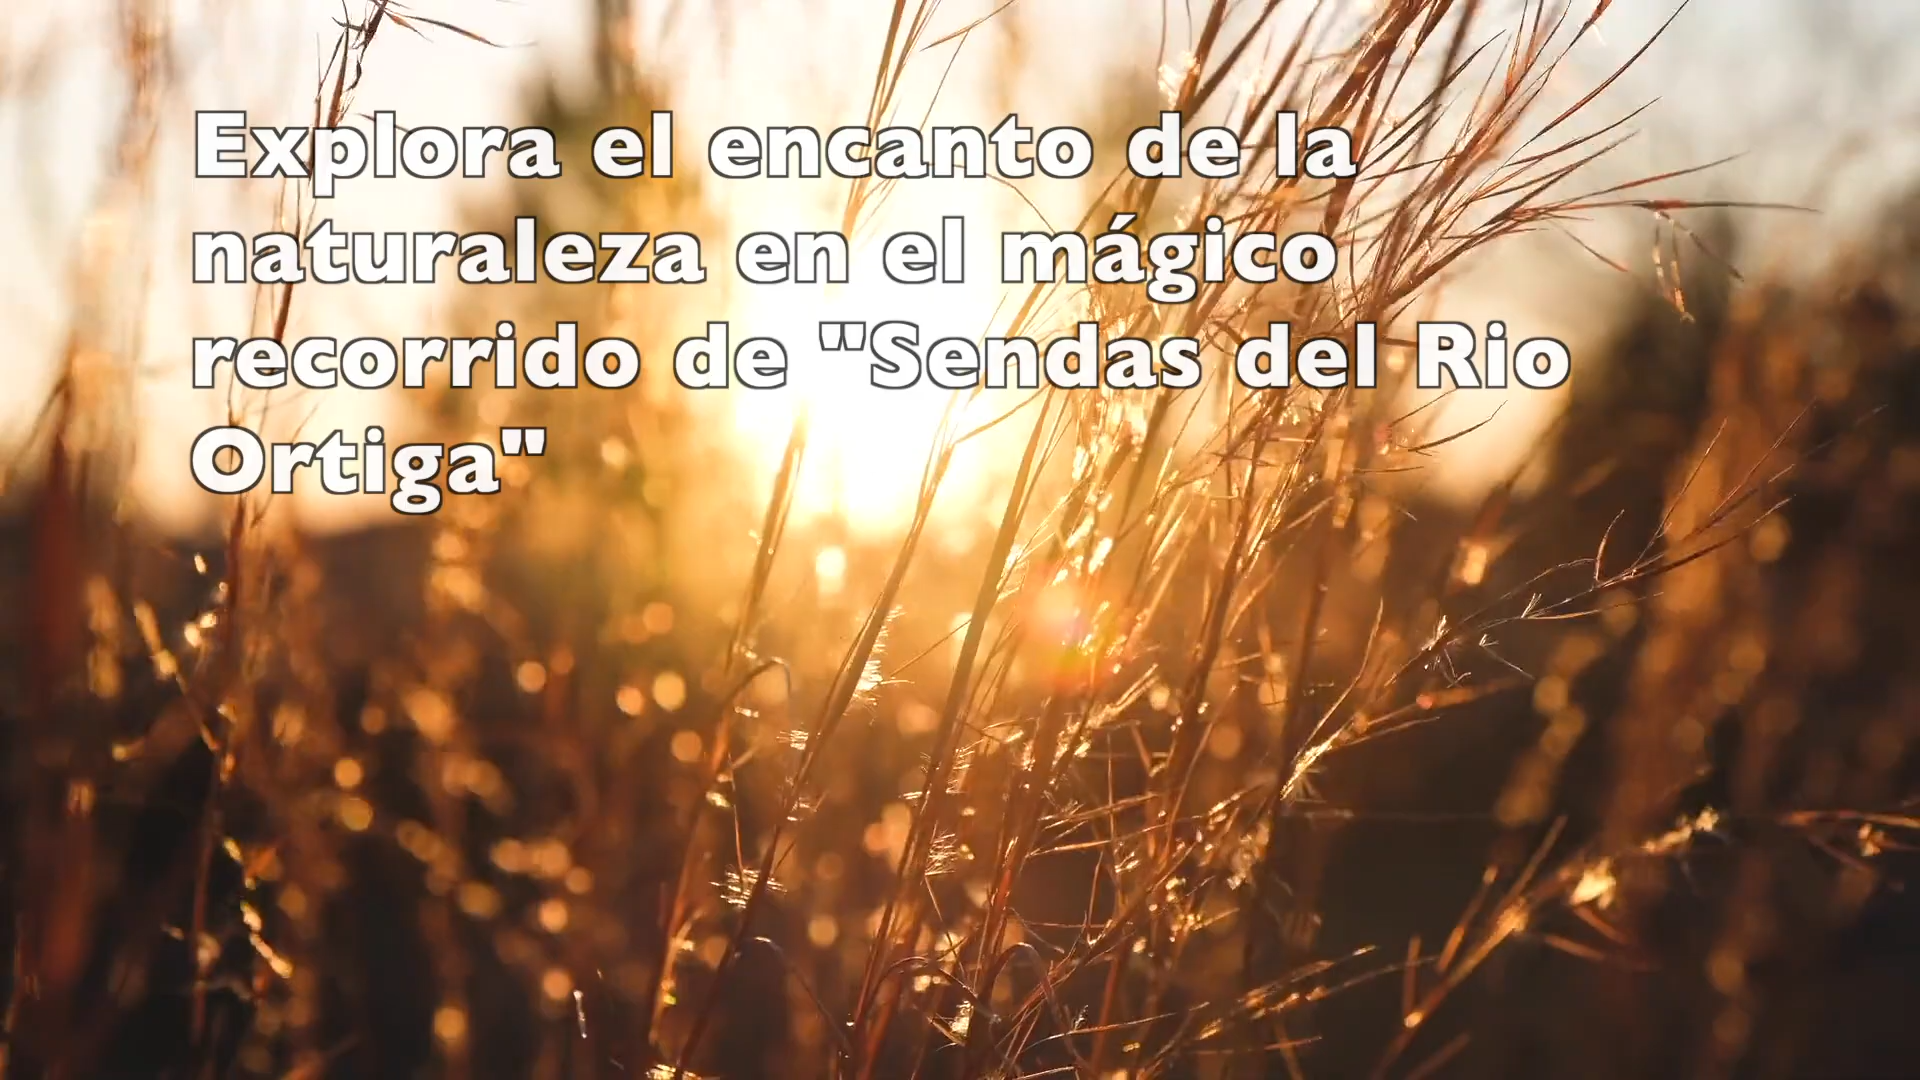 Explora el encanto de la
naturaleza en el mágico
recorrido de "Sendas del Rio
Ortiga"